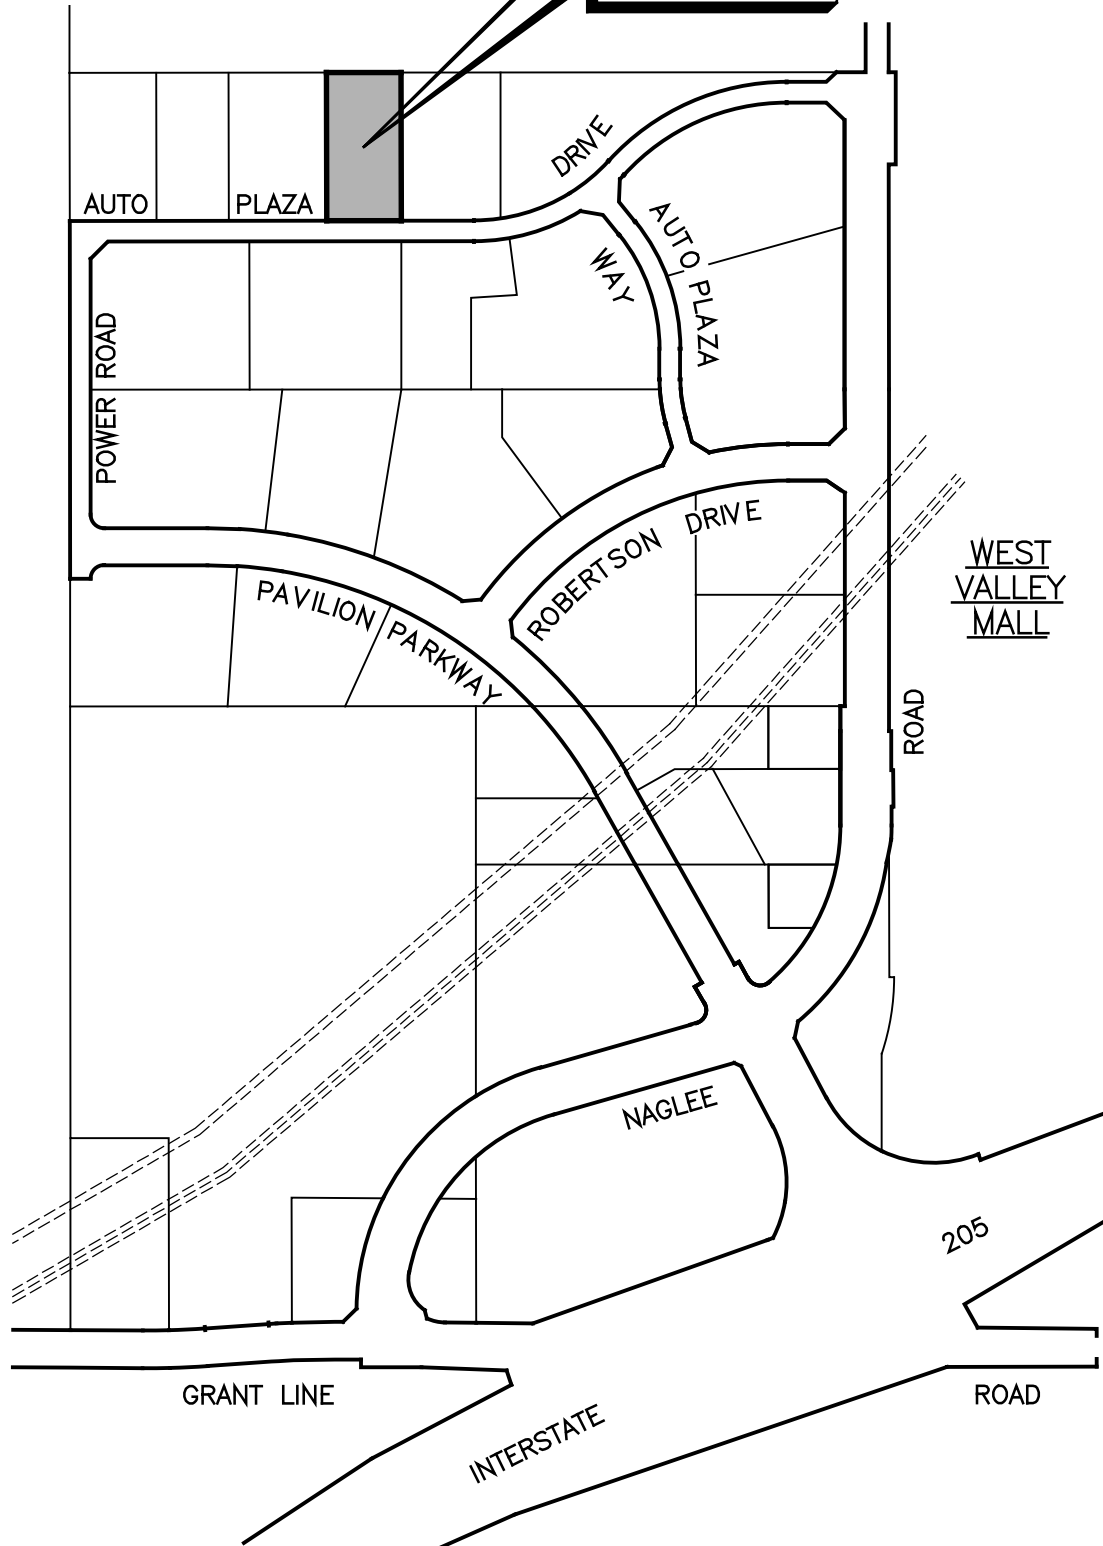 DRIVE
AUTO PLAZA
AUTO PLAZA
WAY
POWER ROAD
ROBERTSON DRIVE
WEST
VALLEY
MALL
PAVILION PARKWAY
ROAD
NAGLEE
205
GRANT LINE
ROAD
INTERSTATE